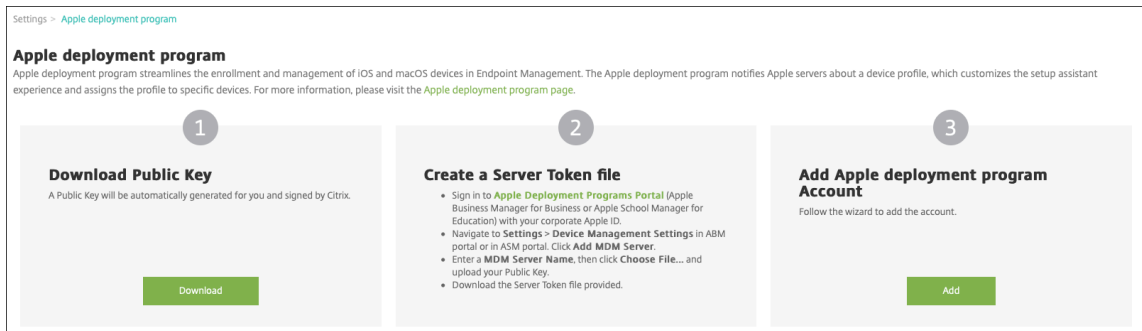 Settings > Apple deployment program
Apple deployment program
Apple deployment program streamlines the enrollment and management of iOS and macOS devices in Endpoint Management. The Apple deployment program notifies Apple servers about a device profile, which customizes the setup assistant
experience and assigns the profile to specific devices. For more information, please visit the Apple deployment program page.
1
Download Public Key
A Public Key will be automatically generated for you and signed by Citrix.
Download
2
Create a Server Token file
• Sign in to Apple Deployment Programs Portal (Apple
Business Manager for Business or Apple School Manager for
Education) with your corporate Apple ID.
• Navigate to Settings > Device Management Settings in ABM
portal or in ASM portal. Click Add MDM Server.
• Enter a MDM Server Name, then click Choose File... and
upload your Public Key.
• Download the Server Token file provided.
3
Add Apple deployment program
Account
Follow the wizard to add the account.
Add